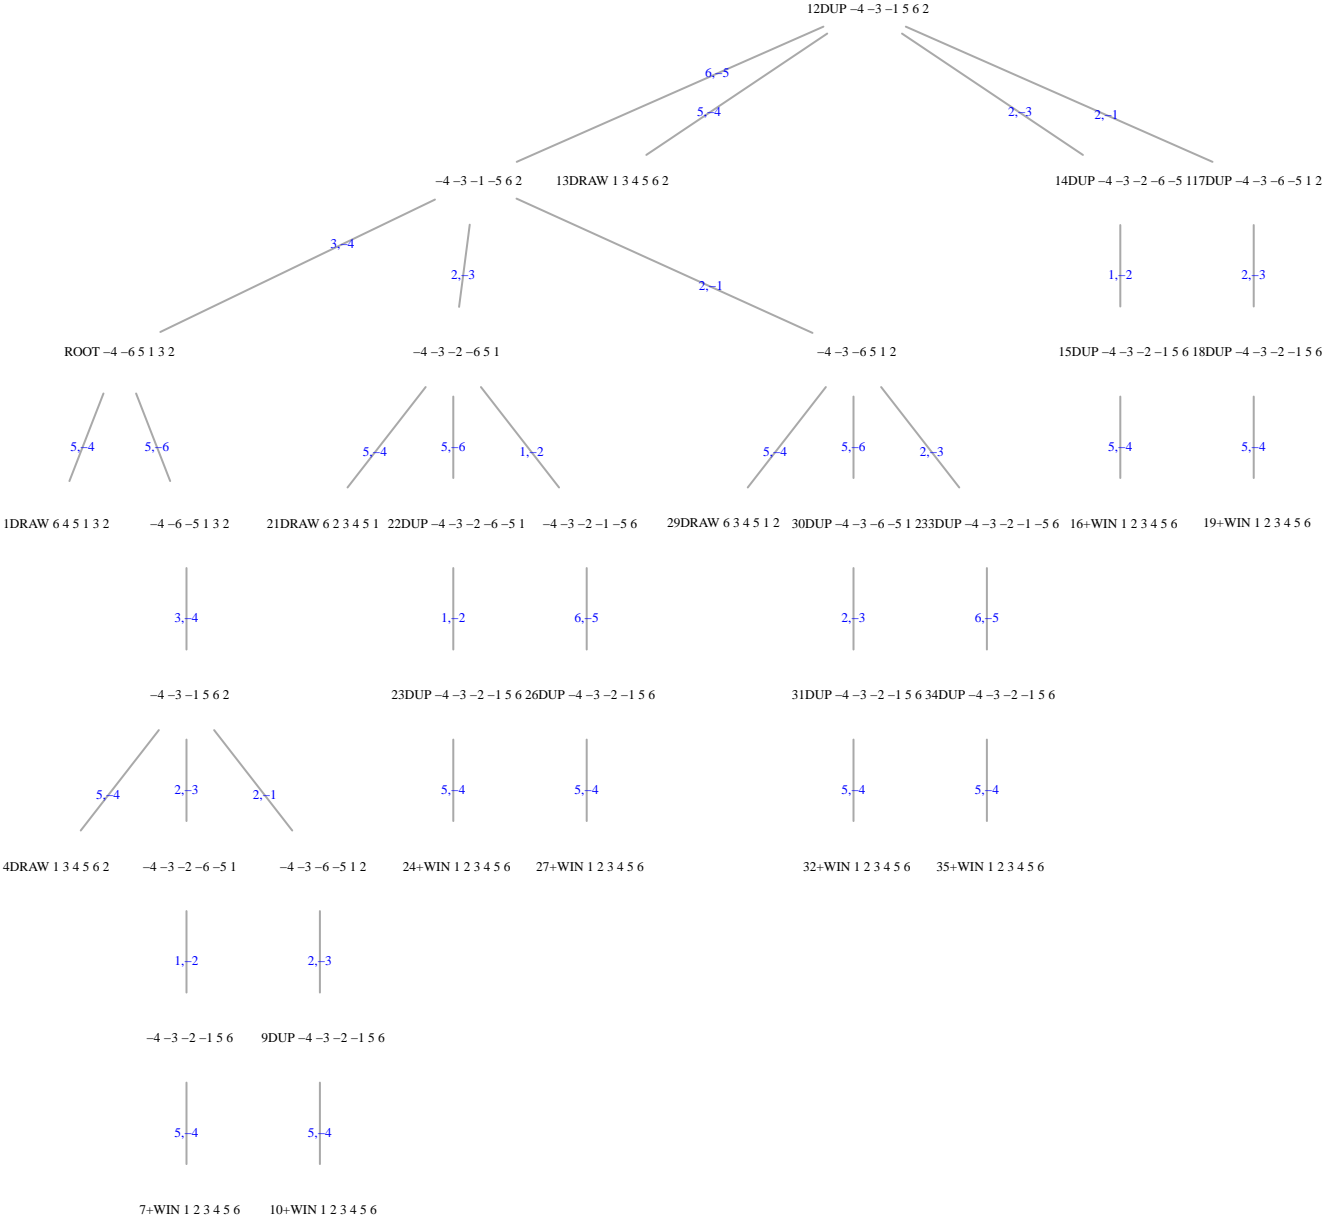 12DUP −4 −3 −1 5 6 2
6,−5
5,−4
2,−3
2,−1
−4 −3 −1 −5 6 2
13DRAW 1 3 4 5 6 2
14DUP −4 −3 −2 −6 −5 1
17DUP −4 −3 −6 −5 1 2
3,−4
2,−3
2,−1
1,−2
2,−3
ROOT −4 −6 5 1 3 2
−4 −3 −2 −6 5 1
−4 −3 −6 5 1 2
15DUP −4 −3 −2 −1 5 6
18DUP −4 −3 −2 −1 5 6
5,−4
5,−6
5,−4
5,−6
1,−2
5,−4
5,−6
2,−3
5,−4
5,−4
1DRAW 6 4 5 1 3 2
−4 −6 −5 1 3 2
21DRAW 6 2 3 4 5 1
22DUP −4 −3 −2 −6 −5 1
−4 −3 −2 −1 −5 6
29DRAW 6 3 4 5 1 2
30DUP −4 −3 −6 −5 1 2
33DUP −4 −3 −2 −1 −5 6
16+WIN 1 2 3 4 5 6
19+WIN 1 2 3 4 5 6
3,−4
1,−2
6,−5
2,−3
6,−5
−4 −3 −1 5 6 2
23DUP −4 −3 −2 −1 5 6
26DUP −4 −3 −2 −1 5 6
31DUP −4 −3 −2 −1 5 6
34DUP −4 −3 −2 −1 5 6
5,−4
2,−3
2,−1
5,−4
5,−4
5,−4
5,−4
4DRAW 1 3 4 5 6 2
−4 −3 −2 −6 −5 1
−4 −3 −6 −5 1 2
24+WIN 1 2 3 4 5 6
27+WIN 1 2 3 4 5 6
32+WIN 1 2 3 4 5 6
35+WIN 1 2 3 4 5 6
1,−2
2,−3
−4 −3 −2 −1 5 6
9DUP −4 −3 −2 −1 5 6
5,−4
5,−4
7+WIN 1 2 3 4 5 6
10+WIN 1 2 3 4 5 6